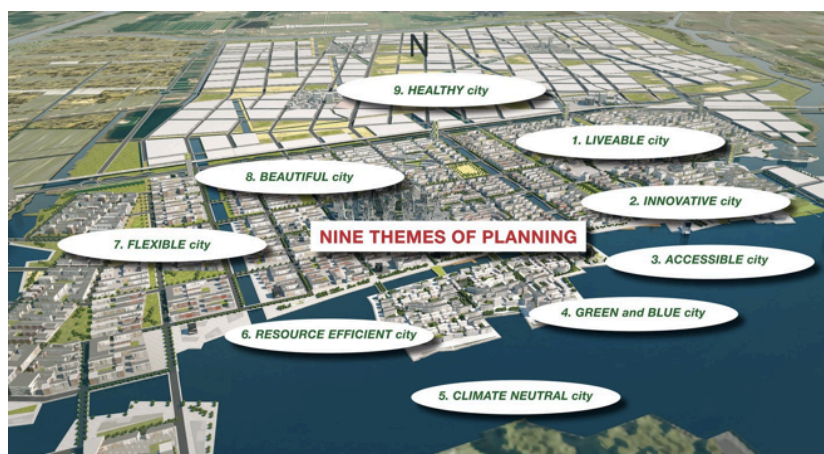 N
9. HEALTHY city
1. LIVEABLE city
8. BEAUTIFUL city
2. INNOVATIVE city
NINE THEMES OF PLANNING
7. FLEXIBLE city
3. ACCESSIBLE city
4. GREEN and BLUE city
6. RESOURCE EFFICIENT city
5. CLIMATE NEUTRAL city